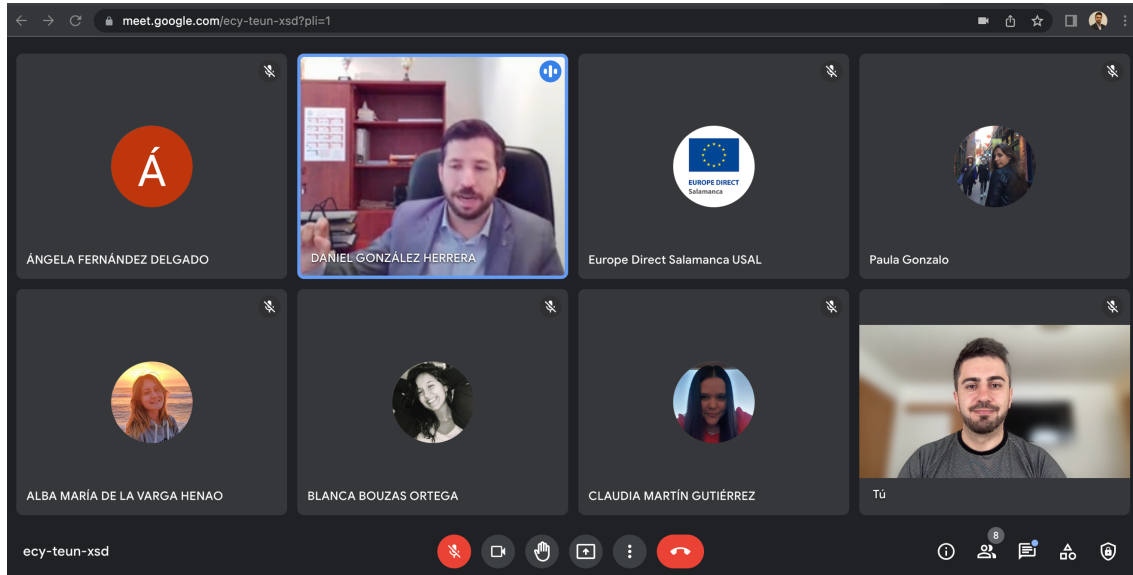 meet.google.com/ecy-teun-xsd?pli=1
Á
ÁNGELA FERNÁNDEZ DELGADO
DANIEL GONZÁLEZ HERRERA
EUROPE DIRECT
Salamanca
Europe Direct Salamanca USAL
Paula Gonzalo
ALBA MARÍA DE LA VARGA HENAO
BLANCA BOUZAS ORTEGA
CLAUDIA MARTÍN GUTIÉRREZ
Tú
ecy-teun-xsd
8